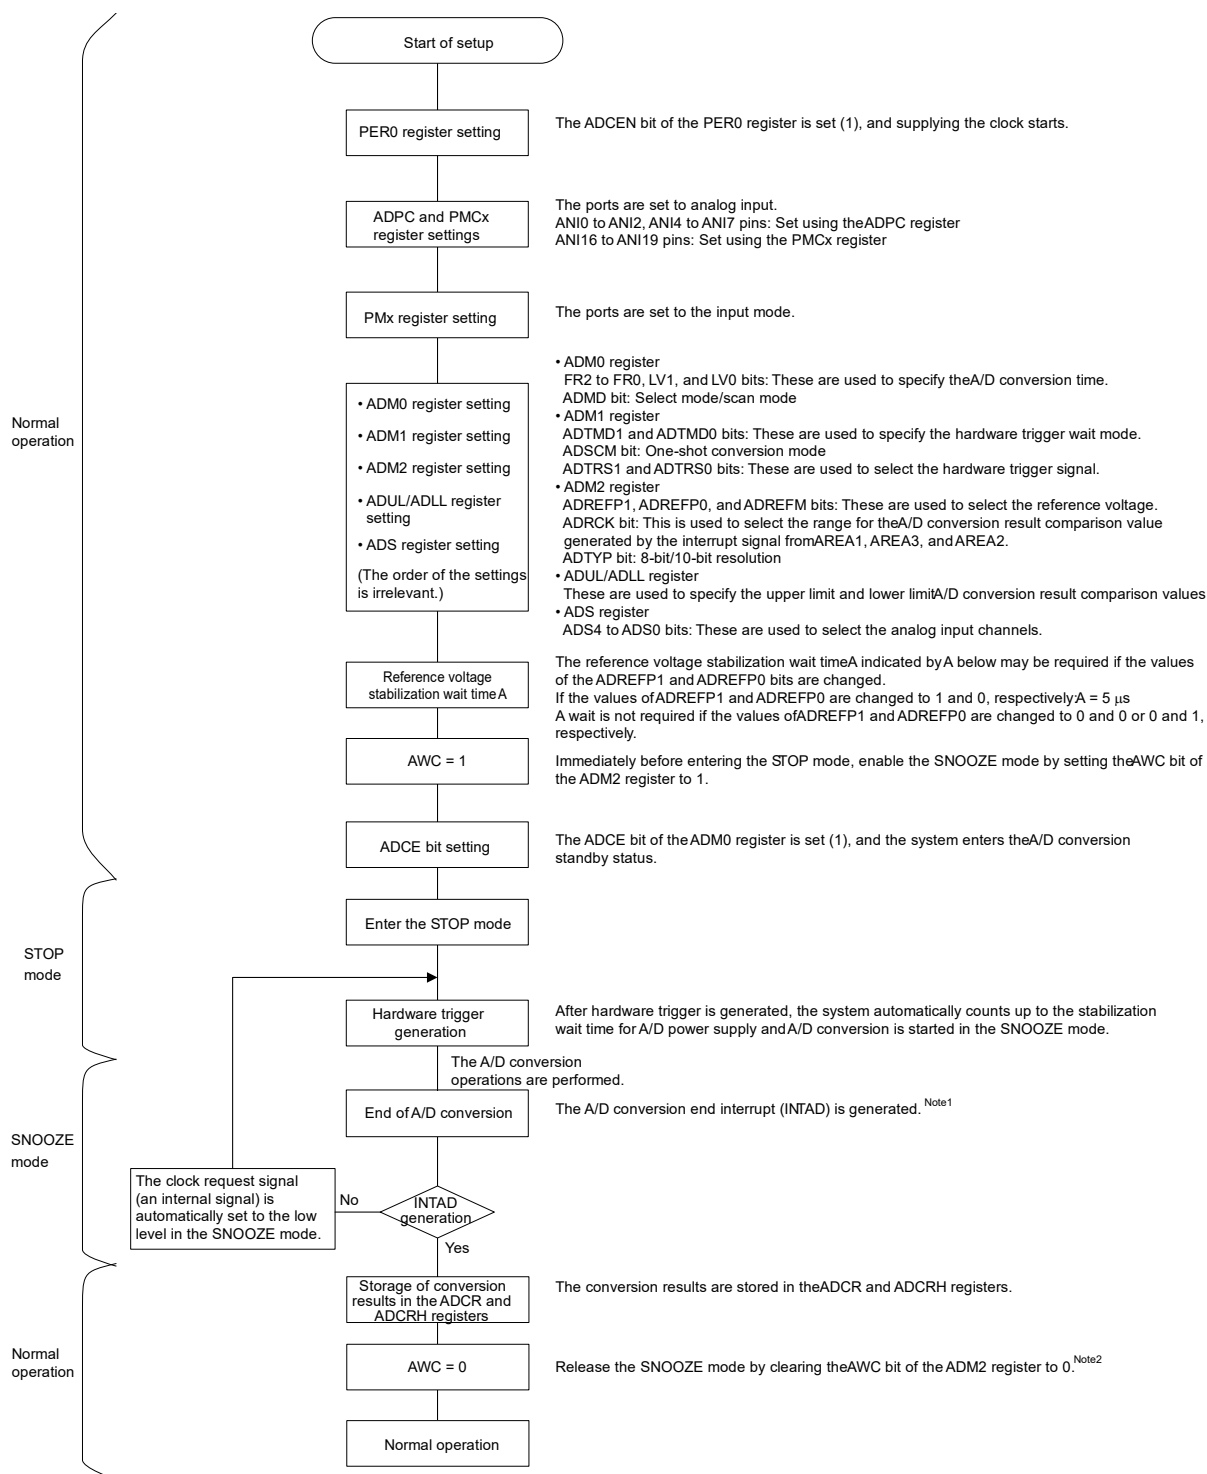 Start of setup
PER0 register setting
The ADCEN bit of the PER0 register is set (1), and supplying the clock starts.
ADPC and PMCx
register settings
The ports are set to analog input.
ANI0 to ANI2, ANI4 to ANI7 pins: Set using theADPC register
ANI16 to ANI19 pins: Set using the PMCx register
PMx register setting
The ports are set to the input mode.
Normal
operation
• ADM0 register setting
• ADM1 register setting
• ADM2 register setting
• ADUL/ADLL register
setting
• ADS register setting
(The order of the settings
is irrelevant.)
• ADM0 register
FR2 to FR0, LV1, and LV0 bits: These are used to specify theA/D conversion time.
ADMD bit: Select mode/scan mode
• ADM1 register
ADTMD1 and ADTMD0 bits: These are used to specify the hardware trigger wait mode.
ADSCM bit: One-shot conversion mode
ADTRS1 and ADTRS0 bits: These are used to select the hardware trigger signal.
• ADM2 register
ADREFP1, ADREFP0, and ADREFM bits: These are used to select the reference voltage.
ADRCK bit: This is used to select the range for theA/D conversion result comparison value
generated by the interrupt signal fromAREA1, AREA3, and AREA2.
ADTYP bit: 8-bit/10-bit resolution
• ADUL/ADLL register
These are used to specify the upper limit and lower limitA/D conversion result comparison values
• ADS register
ADS4 to ADS0 bits: These are used to select the analog input channels.
Reference voltage
stabilization wait time A
The reference voltage stabilization wait timeA indicated by A below may be required if the values
of the ADREFP1 and ADREFP0 bits are changed.
If the values of ADREFP1 and ADREFP0 are changed to 1 and 0, respectively:A = 5 μs
A wait is not required if the values ofADREFP1 and ADREFP0 are changed to 0 and 0 or 0 and 1,
respectively.
AWC = 1
Immediately before entering the STOP mode, enable the SNOOZE mode by setting theAWC bit of
the ADM2 register to 1.
ADCE bit setting
The ADCE bit of the ADM0 register is set (1), and the system enters theA/D conversion
standby status.
Enter the STOP mode
STOP
mode
Hardware trigger
generation
After hardware trigger is generated, the system automatically counts up to the stabilization
wait time for A/D power supply and A/D conversion is started in the SNOOZE mode.
The A/D conversion
operations are performed.
End of A/D conversion
The A/D conversion end interrupt (INTAD) is generated. Note1
SNOOZE
mode
The clock request signal
(an internal signal) is
automatically set to the low
level in the SNOOZE mode.
No
INTAD
generation
Yes
Storage of conversion
results in the ADCR and
ADCRH registers
The conversion results are stored in theADCR and ADCRH registers.
Normal
operation
AWC = 0
Release the SNOOZE mode by clearing theAWC bit of the ADM2 register to 0.Note2
Normal operation